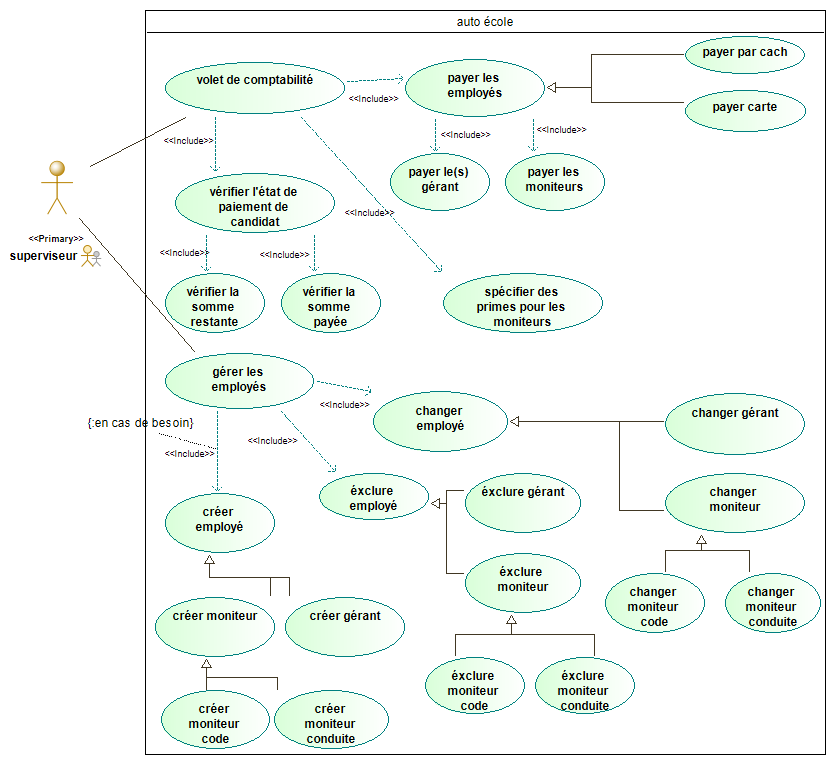 auto école
volet de comptabilité
payer les
employés
payer par cach
payer carte
<<Include>>
<<Include>>
<<Include>>
<<Include>>
payer le(s)
gérant
payer les
moniteurs
vérifier l'état de
paiement de
candidat
<<Include>>
<<Primary>>
superviseur
<<Include>>
<<Include>>
vérifier la
somme
restante
vérifier la
somme
payée
spécifier des
primes pour les
moniteurs
gérer les
employés
<<Include>>
changer
employé
changer gérant
{:en cas de besoin}
<<Include>>
<<Include>>
éxclure
employé
éxclure gérant
changer
moniteur
créer
employé
éxclure
moniteur
changer
moniteur
code
changer
moniteur
conduite
créer moniteur
créer gérant
éxclure
moniteur
code
éxclure
moniteur
conduite
créer
moniteur
code
créer
moniteur
conduite